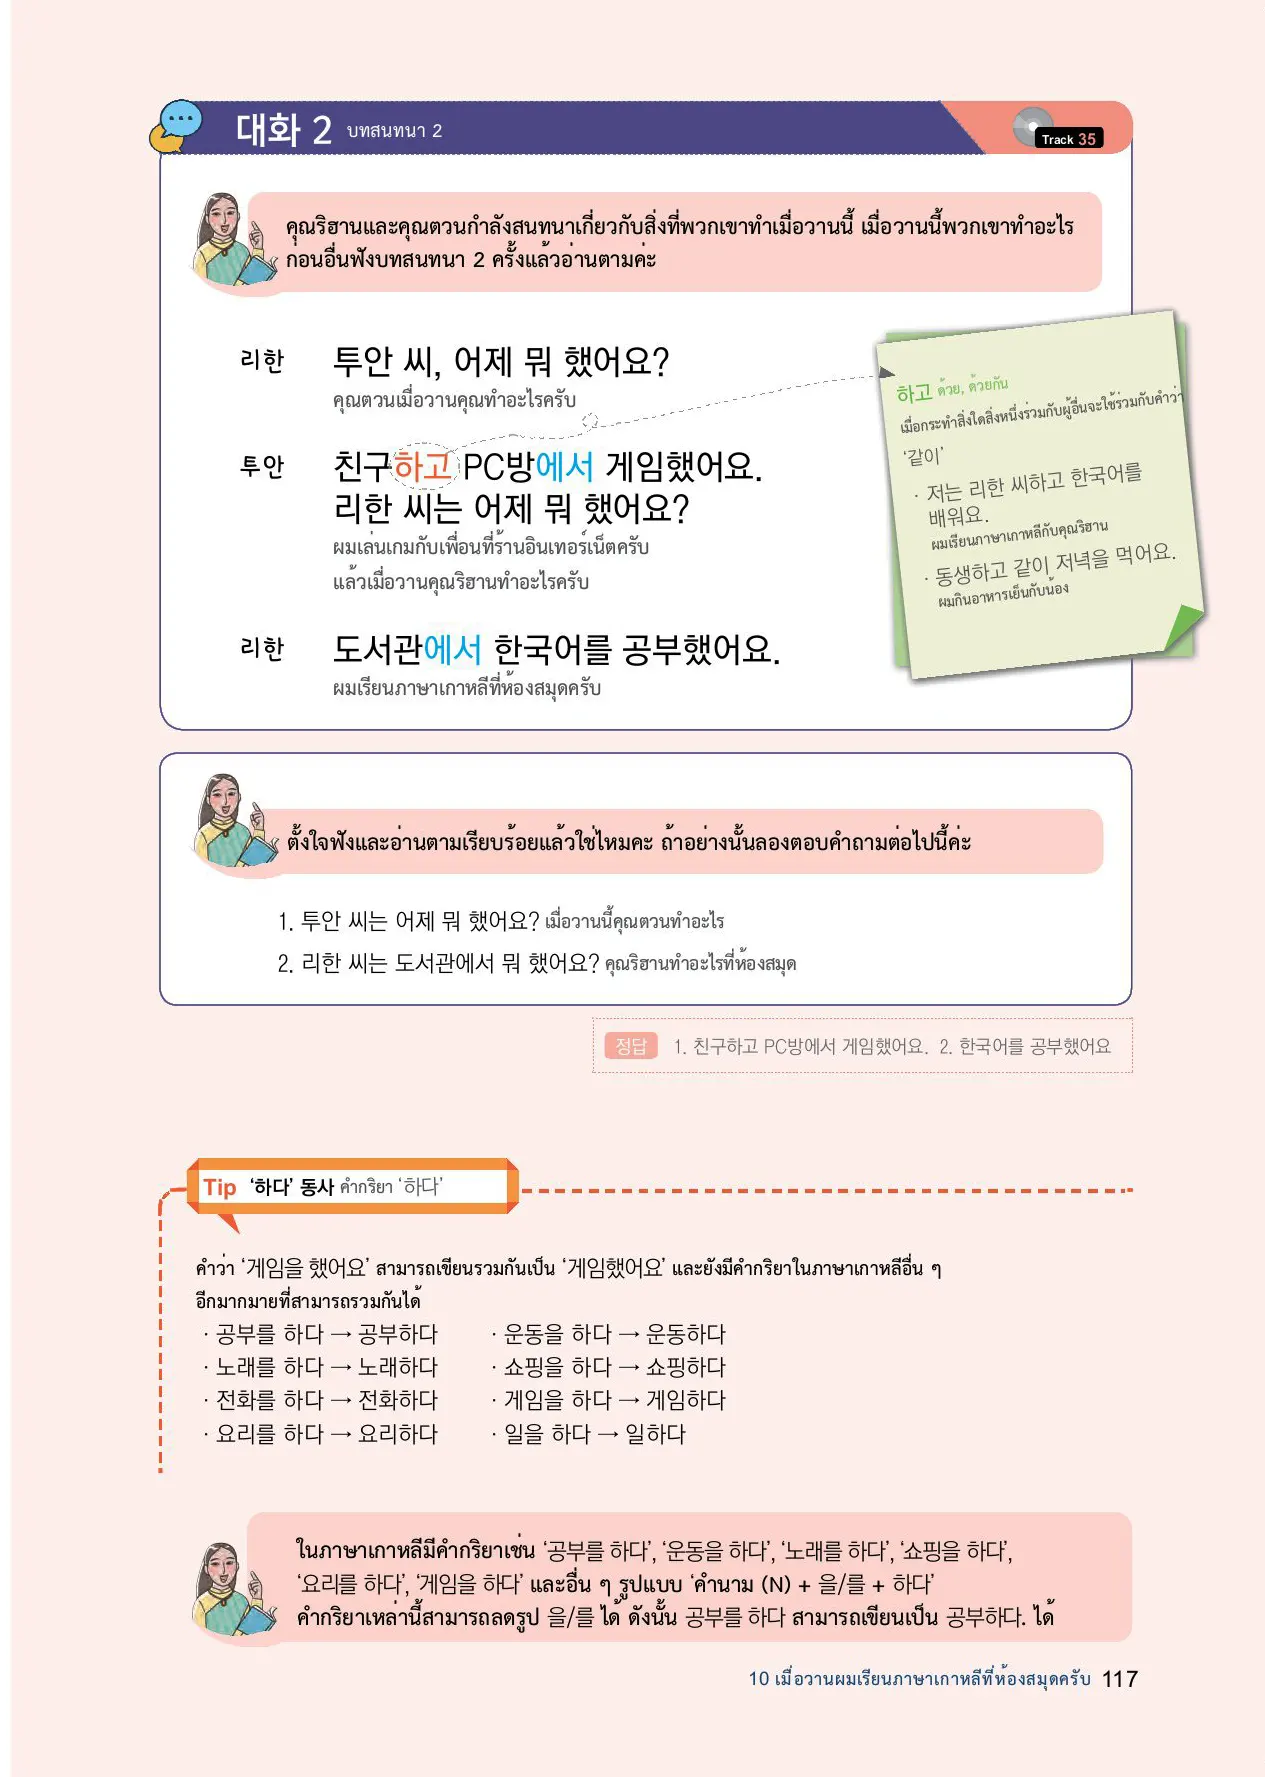 대화 2 บทสนทนา 2
Track 35
คุณริฮานและคุณตวนกำลังสนทนาเกี่ยวกับสิ่งที่พวกเขาทำเมื่อวานนี้ เมื่อวานนี้พวกเขาทำอะไร
ก่อนอื่นฟังบทสนทนา 2 ครั้งแล้วอ่านตามค่ะ
리한 투안 씨, 어제 뭐 했어요?
คุณตวนเมื่อวานคุณทำอะไรครับ
투안 친구하고 PC방에서 게임했어요.
리한 씨는 어제 뭐 했어요?
ผมเล่นเกมกับเพื่อนที่ร้านอินเทอร์เน็ตครับ
แล้วเมื่อวานคุณริฮานทำอะไรครับ
리한 도서관에서 한국어를 공부했어요.
ผมเรียนภาษาเกาหลีที่ห้องสมุดครับ
하고 ด้วย, ด้วยกัน
เมื่อกระทำสิ่งใดสิ่งหนึ่งร่วมกับผู้อื่นจะใช้ร่วมกับคำว่า
‘같이’
· 저는 리한 씨하고 한국어를
배워요.
ผมเรียนภาษาเกาหลีกับคุณริฮาน
· 동생하고 같이 저녁을 먹어요.
ผมกินอาหารเย็นกับน้อง
ตั้งใจฟังและอ่านตามเรียบร้อยแล้วใช่ไหมคะ ถ้าอย่างนั้นลองตอบคำถามต่อไปนี้ค่ะ
1. 투안 씨는 어제 뭐 했어요? เมื่อวานนี้คุณตวนทำอะไร
2. 리한 씨는 도서관에서 뭐 했어요? คุณริฮานทำอะไรที่ห้องสมุด
정답 1. 친구하고 PC방에서 게임했어요. 2. 한국어를 공부했어요
Tip ‘하다’ 동사 คำกริยา ‘하다’
คำว่า ‘게임을 했어요’ สามารถเขียนรวมกันเป็น ‘게임했어요’ และยังมีคำกริยาในภาษาเกาหลีอื่น ๆ
อีกมากมายที่สามารถรวมกันได้
· 공부를 하다 → 공부하다 · 운동을 하다 → 운동하다
· 노래를 하다 → 노래하다 · 쇼핑을 하다 → 쇼핑하다
· 전화를 하다 → 전화하다 · 게임을 하다 → 게임하다
· 요리를 하다 → 요리하다 · 일을 하다 → 일하다
ในภาษาเกาหลีมีคำกริยาเช่น ‘공부를 하다’, ‘운동을 하다’, ‘노래를 하다’, ‘쇼핑을 하다’,
‘요리를 하다’, ‘게임을 하다’ และอื่น ๆ รูปแบบ ‘คำนาม (N) + 을/를 + 하다’
คำกริยาเหล่านี้สามารถลดรูป 을/를 ได้ ดังนั้น 공부를 하다 สามารถเขียนเป็น 공부하다. ได้
10 เมื่อวานผมเรียนภาษาเกาหลีที่ห้องสมุดครับ 117